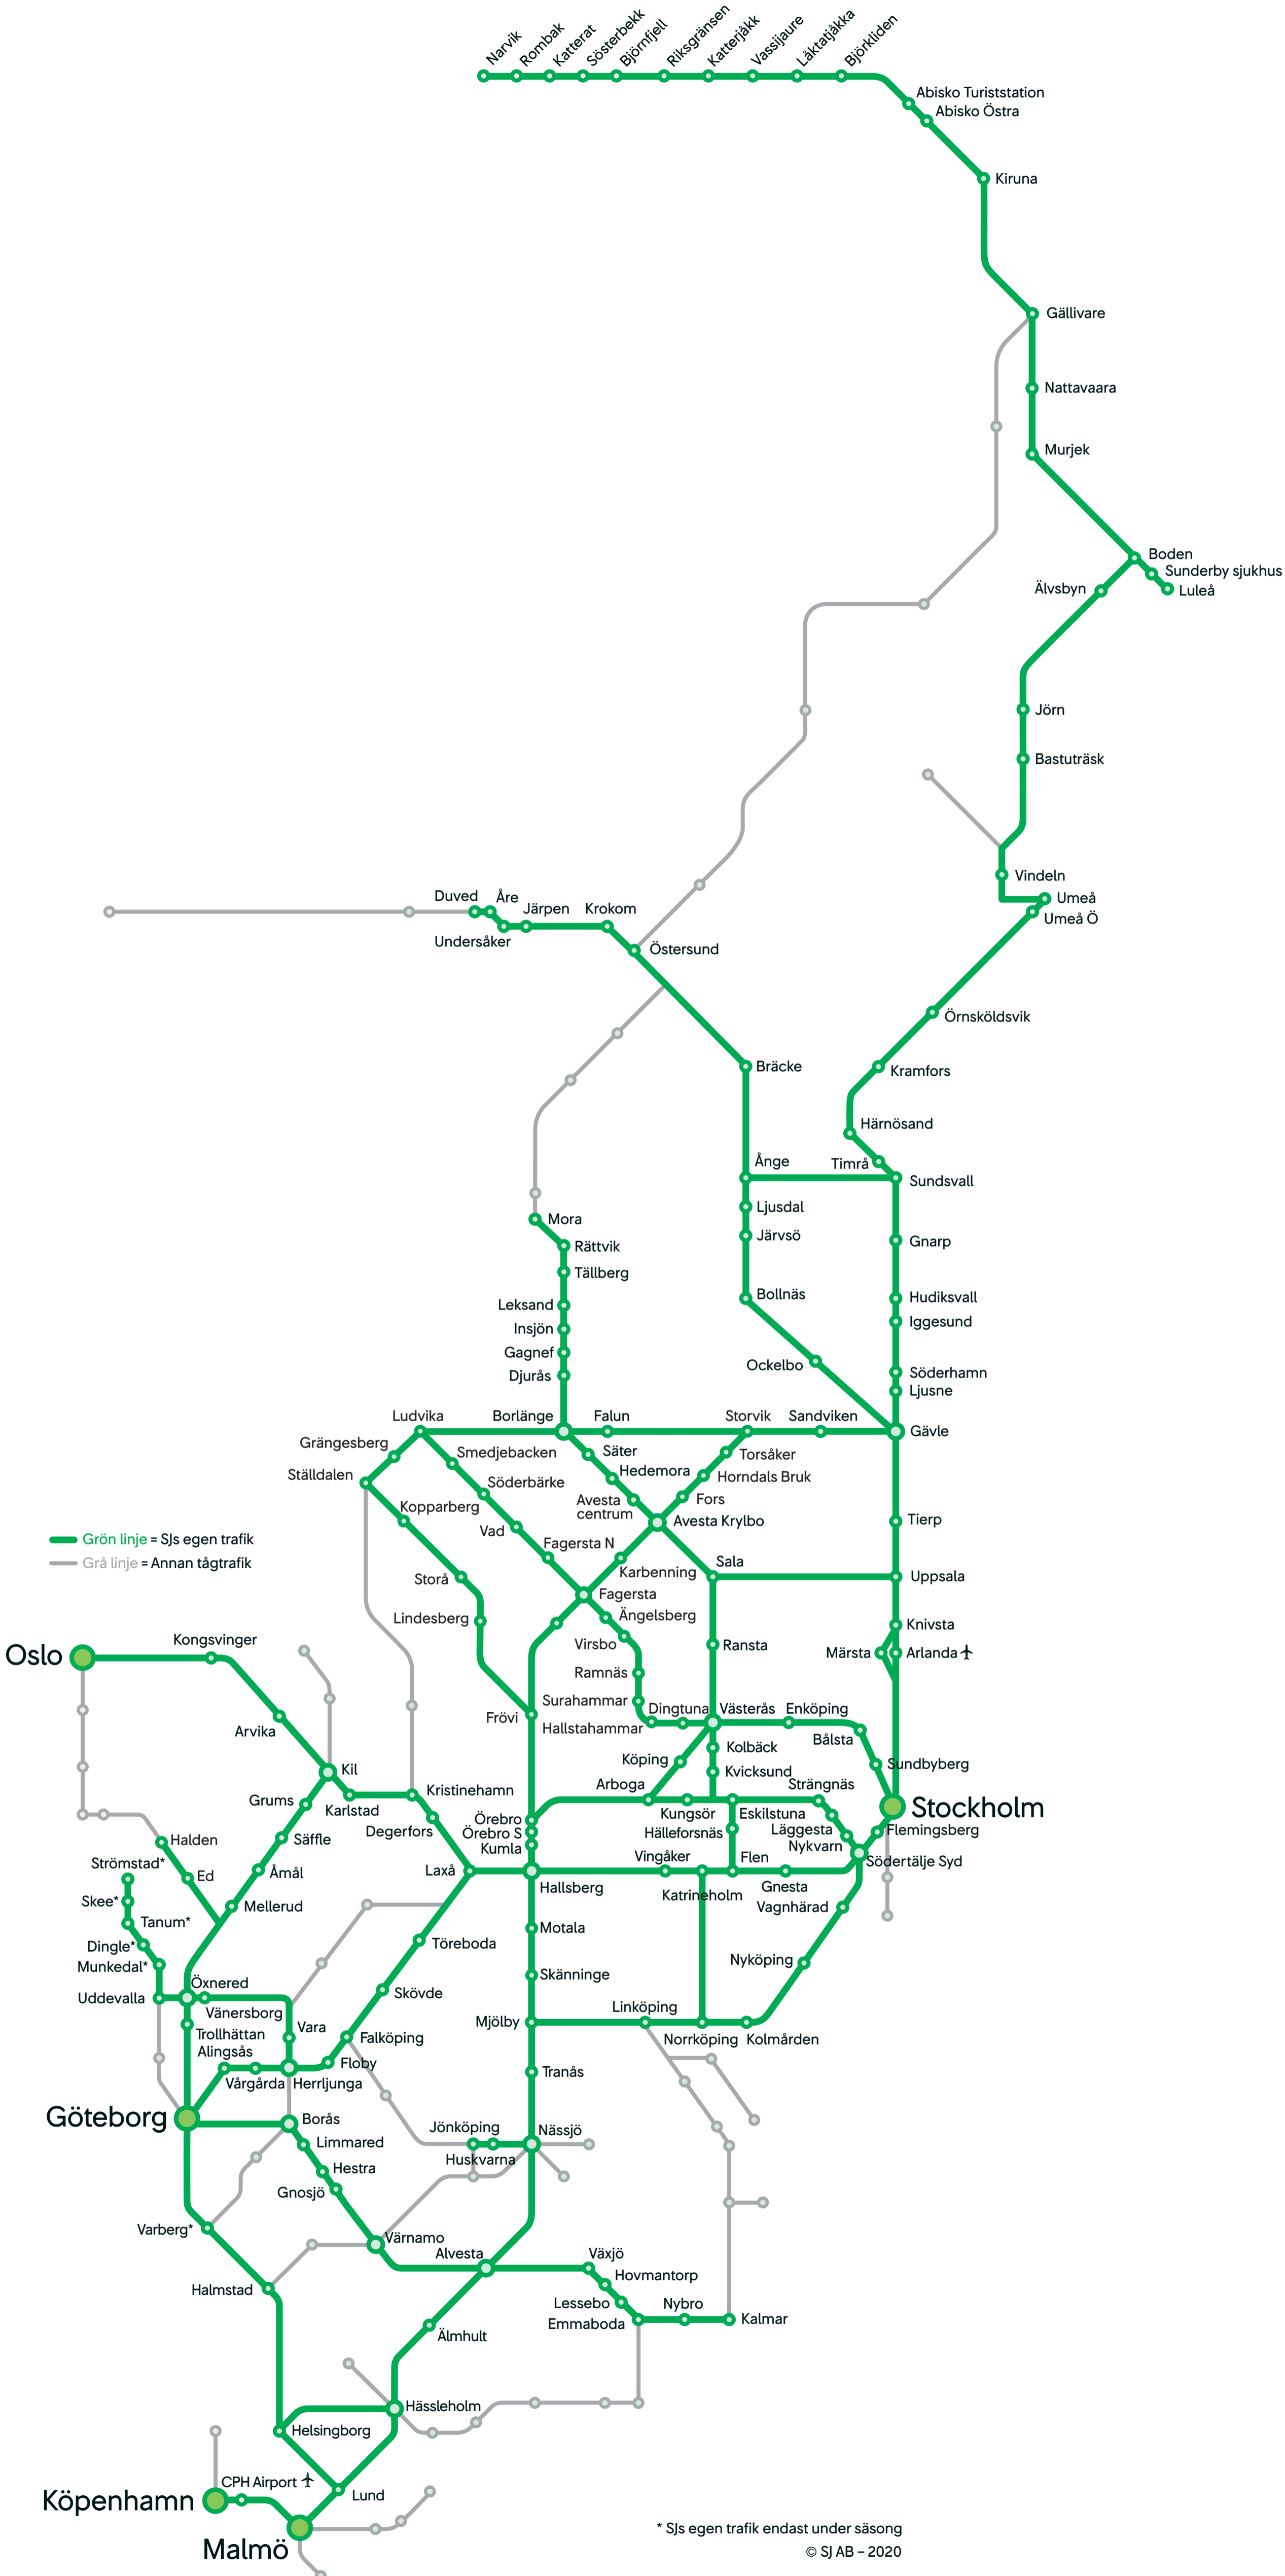 Narvik
Rombak
Katterat
Sösterbekk
Björnfjell
Riksgränsen
Katterjåkk
Vassijaure
Låktatjåkka
Björkliden
Abisko Turiststation
Abisko Östra
Kiruna
Gällivare
Nattavaara
Murjek
Boden
Sunderby sjukhus
Luleå
Älvsbyn
Jörn
Bastuträsk
Vindeln
Umeå
Umeå Ö
Duved
Åre
Järpen
Krokom
Undersåker
Östersund
Örnsköldsvik
Bräcke
Kramfors
Härnösand
Ånge
Timrå
Sundsvall
Ljusdal
Mora
Järvsö
Gnarp
Rättvik
Tällberg
Bollnäs
Hudiksvall
Leksand
Iggesund
Insjön
Gagnef
Ockelbo
Söderhamn
Djurås
Ljusne
Ludvika
Borlänge
Falun
Storvik
Sandviken
Gävle
Grängesberg
Smedjebacken
Säter
Torsåker
Ställdalen
Söderbärke
Hedemora
Horndals Bruk
Kopparberg
Avesta
centrum
Fors
Vad
Avesta Krylbo
Tierp
Grön linje = SJs egen trafik
Grå linje = Annan tågtrafik
Fagersta N
Karbenning
Sala
Storå
Uppsala
Fagersta
Lindesberg
Ängelsberg
Knivsta
Virsbo
Ransta
Märsta
Arlanda
Oslo
Kongsvinger
Ramnäs
Surahammar
Frövi
Hallstahammar
Dingtuna
Västerås
Enköping
Arvika
Bålsta
Kolbäck
Köping
Kvicksund
Sundbyberg
Kil
Arboga
Strängnäs
Kristinehamn
Grums
Karlstad
Stockholm
Kungsör
Eskilstuna
Degerfors
Örebro
Örebro S
Kumla
Hälleforsnäs
Läggesta
Nykvarn
Flemingsberg
Halden
Säffle
Vingåker
Flen
Södertälje Syd
Strömstad*
Ed
Åmål
Laxå
Hallsberg
Katrineholm
Gnesta
Skee*
Mellerud
Vagnhärad
Tanum*
Motala
Dingle*
Töreboda
Munkedal*
Nyköping
Öxnered
Skänninge
Uddevalla
Vänersborg
Skövde
Linköping
Trollhättan
Vara
Mjölby
Norrköping
Kolmården
Alingsås
Falköping
Floby
Vårgårda
Herrljunga
Tranås
Göteborg
Borås
Jönköping
Nässjö
Limmared
Huskvarna
Hestra
Gnosjö
Varberg*
Värnamo
Alvesta
Växjö
Halmstad
Hovmantorp
Lessebo
Nybro
Emmaboda
Kalmar
Älmhult
Hässleholm
Helsingborg
CPH Airport
Köpenhamn
Lund
Malmö
* SJs egen trafik endast under säsong
© SJ AB – 2020